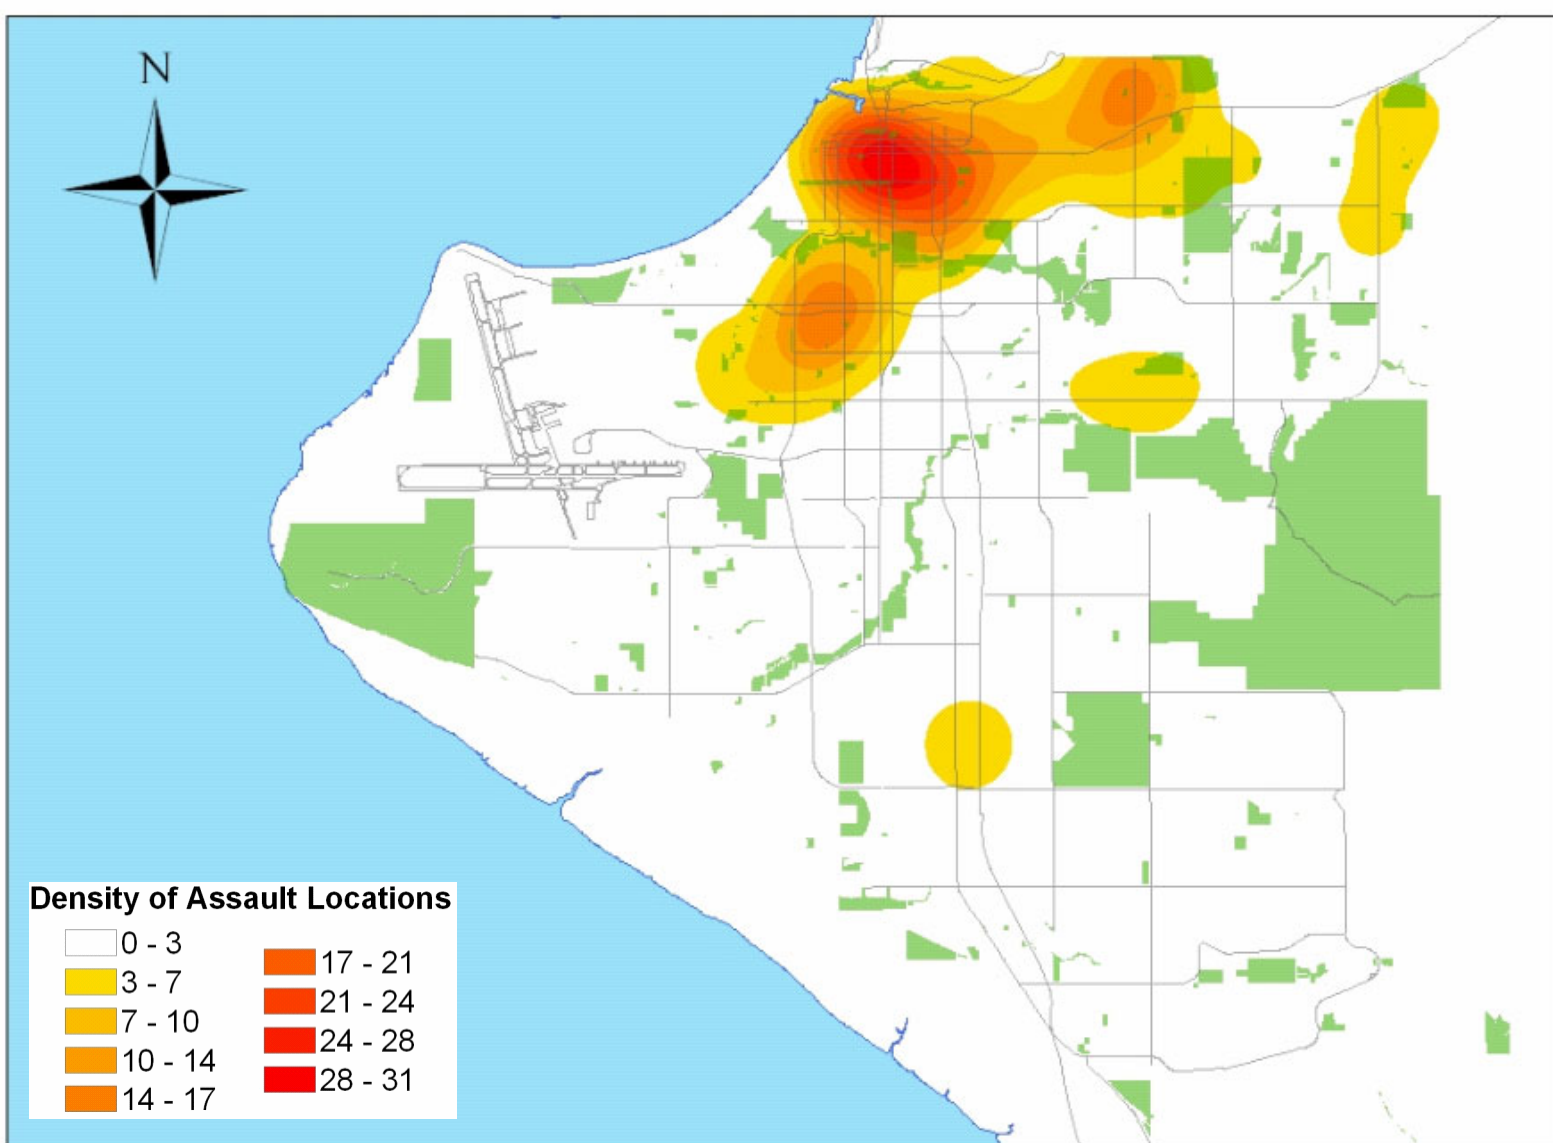 N
Density of Assault Locations
0 - 3
3 - 7
7 - 10
10 - 14
14 - 17
17 - 21
21 - 24
24 - 28
28 - 31